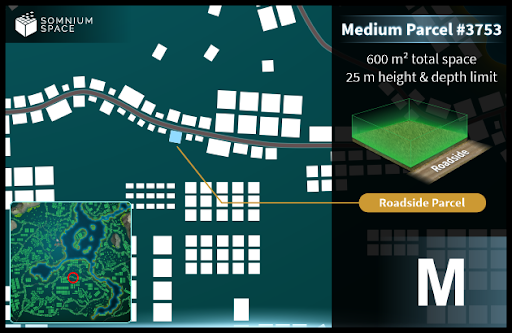 SOMNIUM
SPACE
Medium Parcel #3753
600 m² total space
25 m height & depth limit
Roadside
Roadside Parcel
M